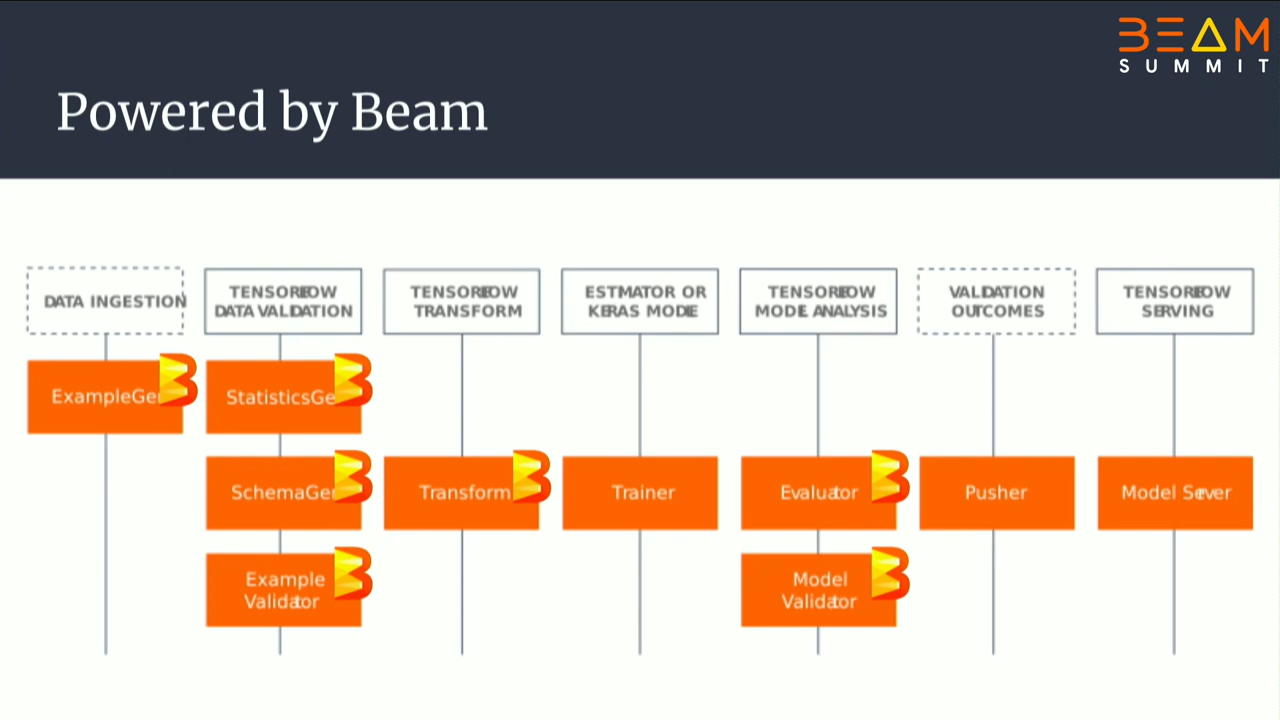 BEAM
SUMMIT
Powered by Beam
DATA INGESTION
TENSORFLOW
DATA VALIDATION
TENSORFLOW
TRANSFORM
ESTIMATOR OR
KERAS MODEL
TENSORFLOW
MODEL ANALYSIS
VALIDATION
OUTCOMES
TENSORFLOW
SERVING
ExampleGen
StatisticsGe
SchemaGen
Transform
Trainer
Evaluator
Pusher
Model Server
Example
Validator
Model
Validator